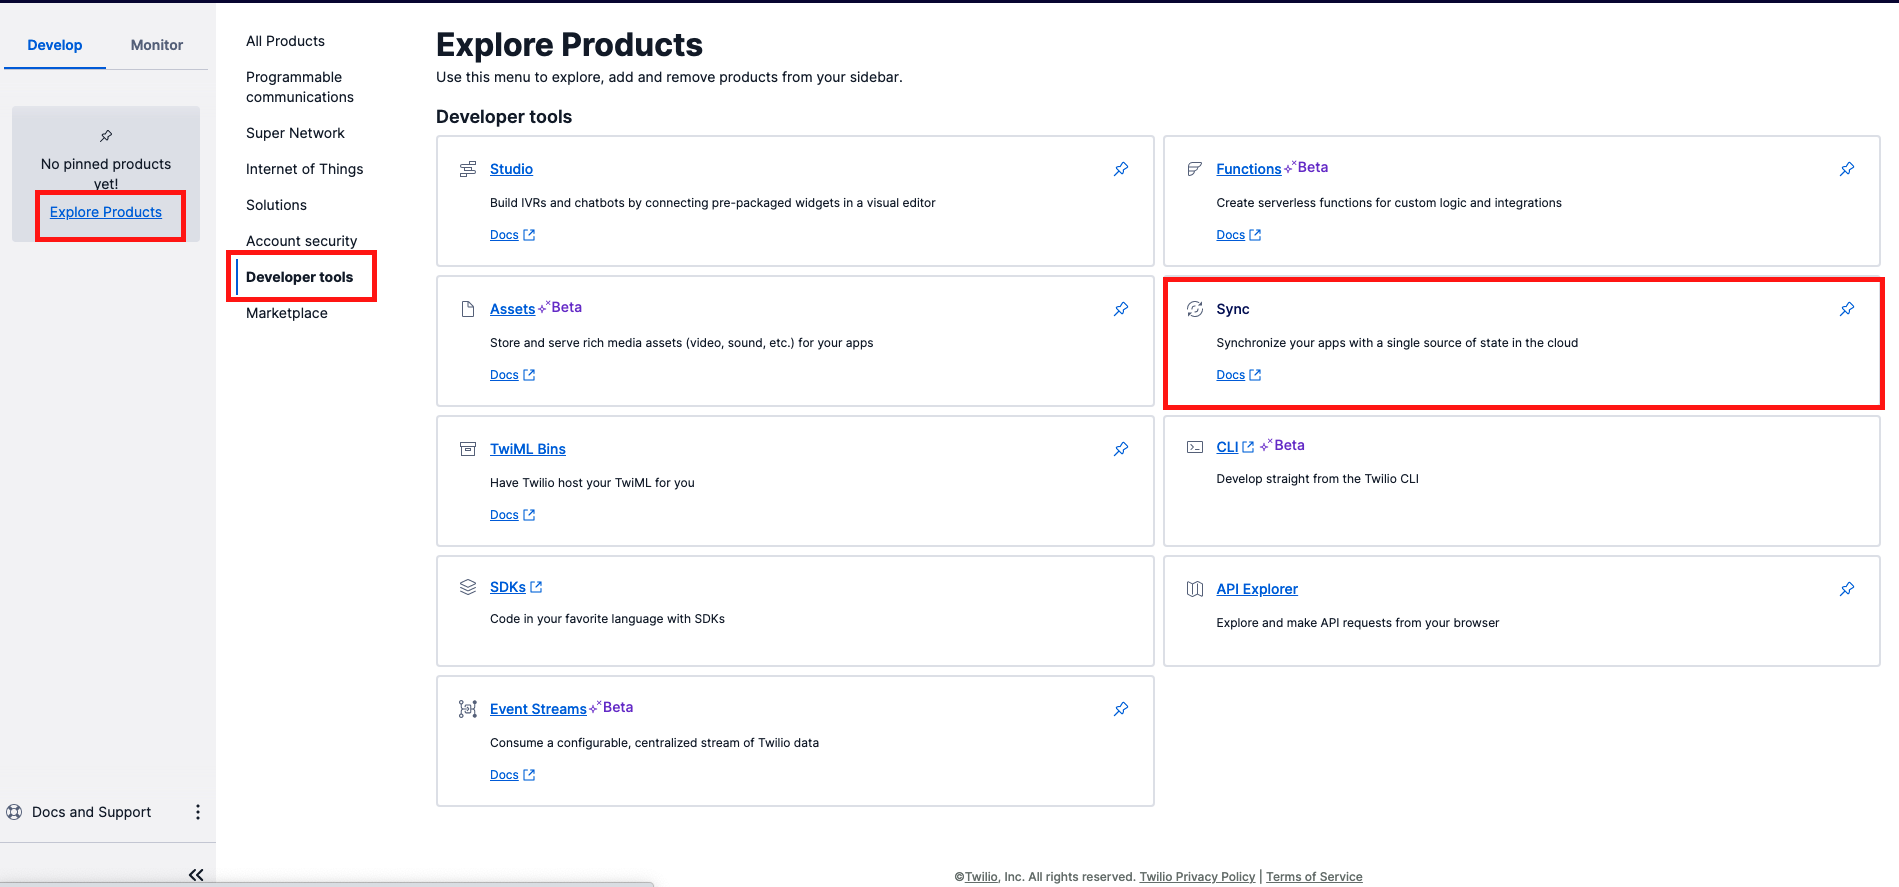 Develop
Monitor
No pinned products
yet!
Explore Products
Docs and Support
All Products
Programmable
communications
Super Network
Internet of Things
Solutions
Account security
Developer tools
Marketplace
Explore Products
Use this menu to explore, add and remove products from your sidebar.
Developer tools
Studio
Build IVRs and chatbots by connecting pre-packaged widgets in a visual editor
Docs
Functions Beta
Create serverless functions for custom logic and integrations
Docs
Assets Beta
Store and serve rich media assets (video, sound, etc.) for your apps
Docs
Sync
Synchronize your apps with a single source of state in the cloud
Docs
TwiML Bins
Have Twilio host your TwiML for you
Docs
CLI Beta
Develop straight from the Twilio CLI
SDKs
Code in your favorite language with SDKs
API Explorer
Explore and make API requests from your browser
Event Streams Beta
Consume a configurable, centralized stream of Twilio data
Docs
©Twilio, Inc. All rights reserved. Twilio Privacy Policy | Terms of Service